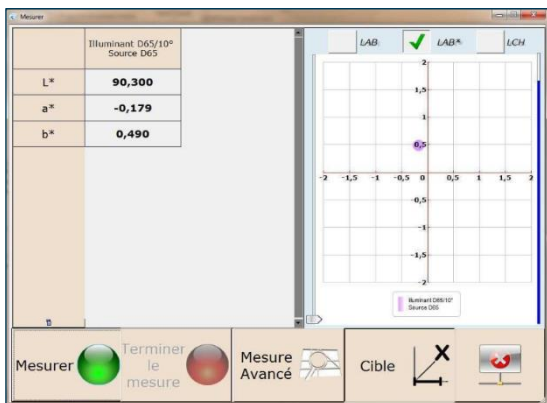 Mesurer
Illuminant D65/10°
Source D65
L* 90,300
a* -0,179
b* 0,490
LAB: LAB* LCH
2
1,5
1
0,5
-2 -1,5 -1 -0,5 0 0,5 1 1,5 2
-0,5
-1
-1,5
-2
Illuminant D65/10°
Source D65
Mesurer
Terminer
le
mesure
Mesure
Avancé
Cible
X